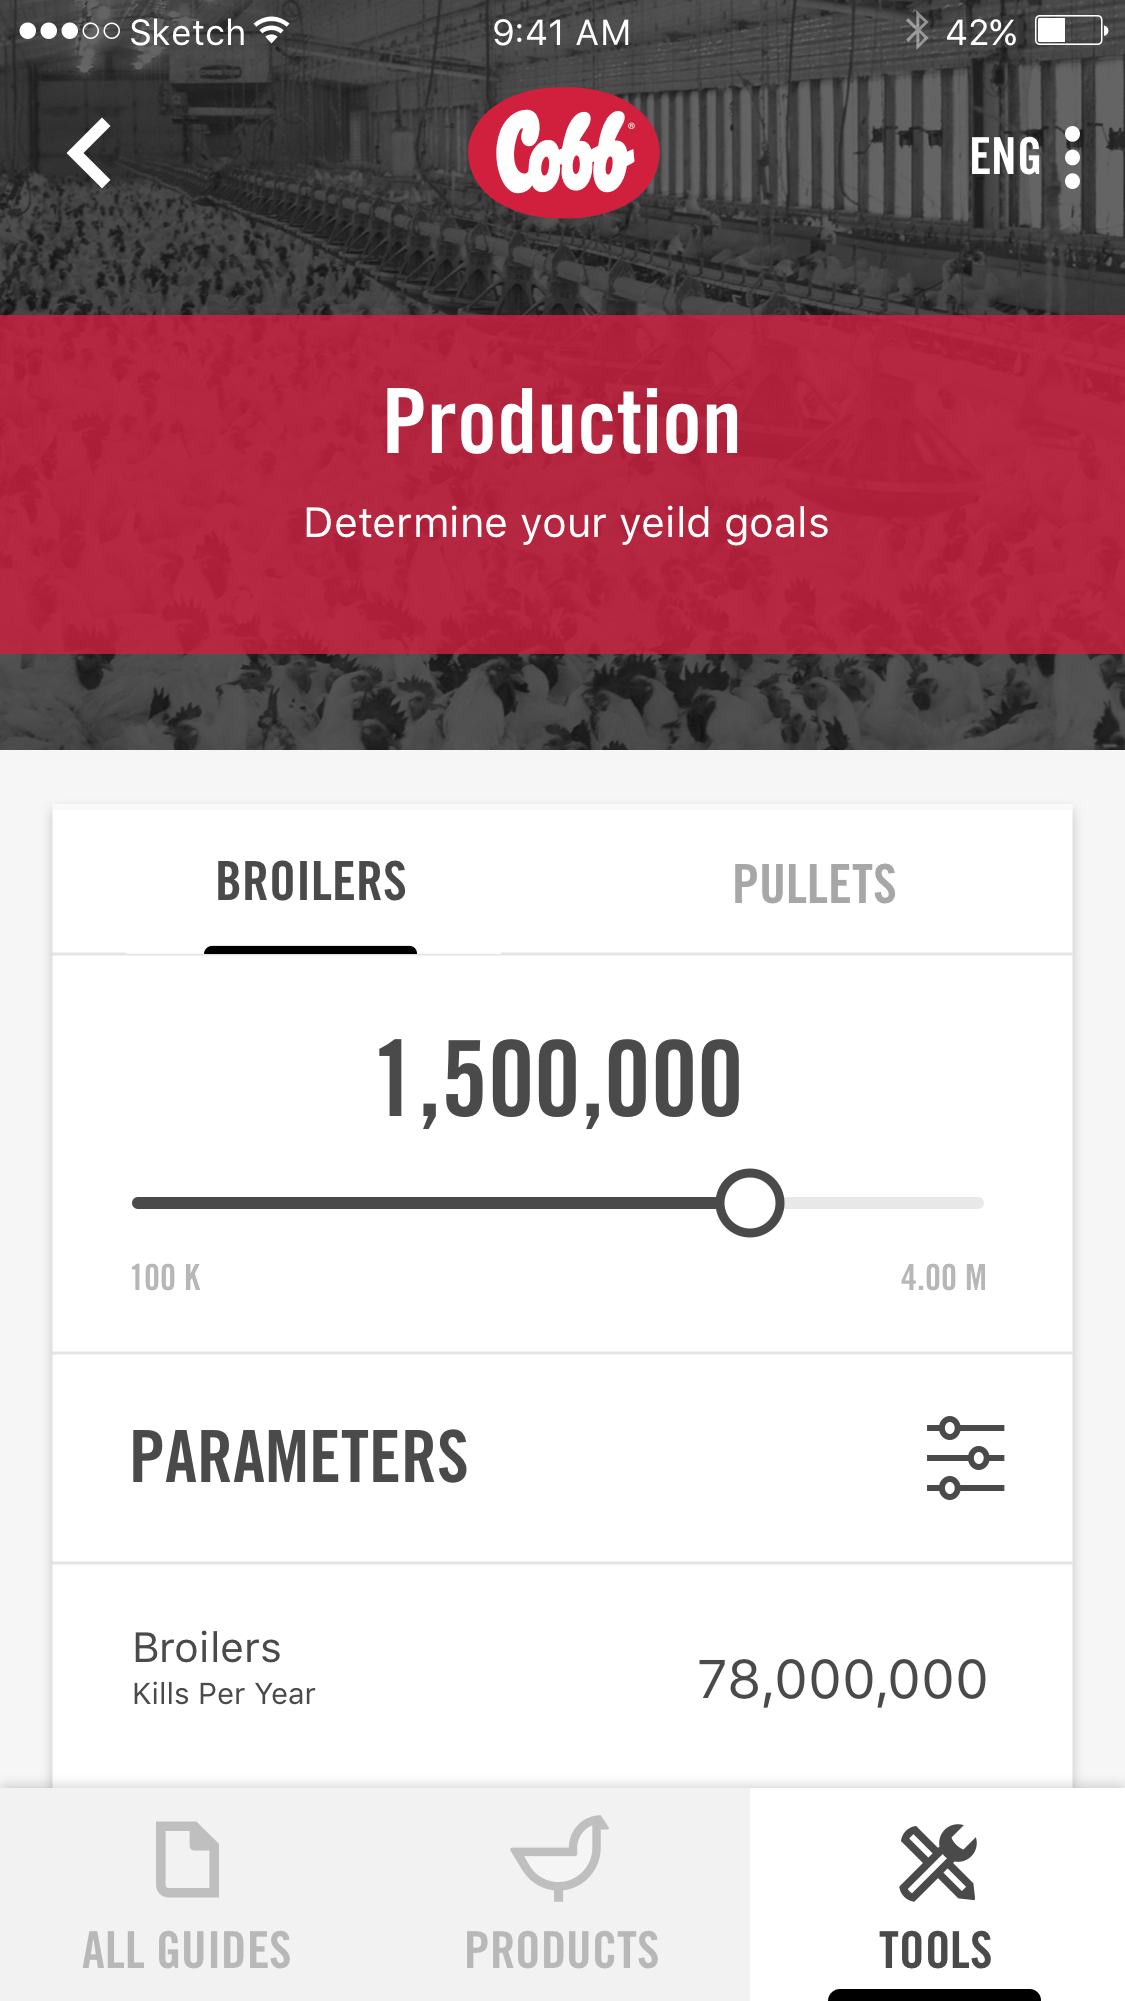 Sketch 9:41 AM 42%
Cobb®
ENG
Production
Determine your yeild goals
BROILERS PULLETS
1,500,000
100 K 4.00 M
PARAMETERS
Broilers
Kills Per Year
78,000,000
ALL GUIDES PRODUCTS TOOLS